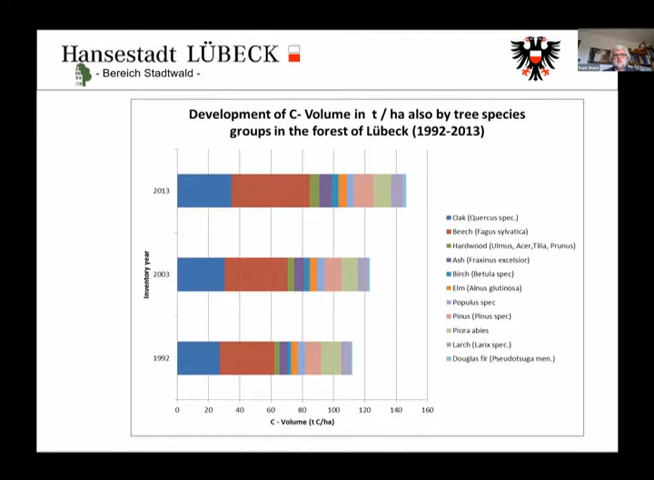 Hansestadt LÜBECK
- Bereich Stadtwald -
Development of C- Volume in t / ha also by tree species
groups in the forest of Lübeck (1992-2013)
2013
2003
1992
Inventory year
0 20 40 60 80 100 120 140 160
C - Volume (t C/ha)
Oak (Quercus spec.)
Beech (Fagus sylvatica)
Hardwood (Ulmus, Acer,Tilia, Prunus)
Ash (Fraxinus excelsior)
Birch (Betula spec)
Elm (Alnus glutinosa)
Populus spec
Pinus (Pinus spec)
Picea abies
Larch (Larix spec.)
Douglas fir (Pseudotsuga men.)